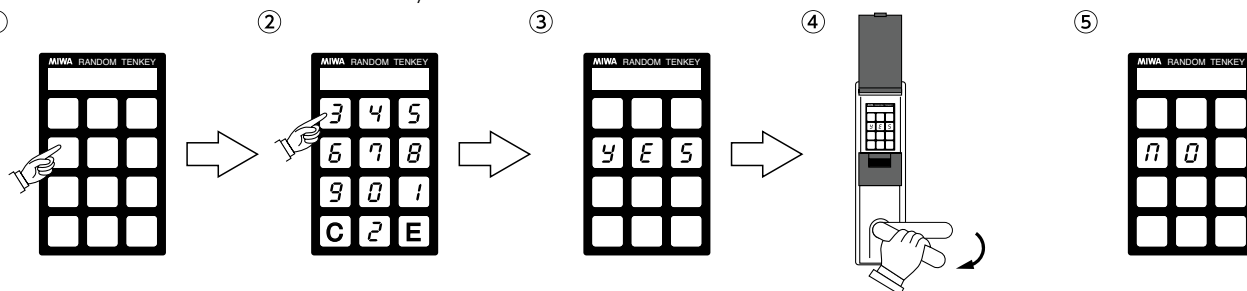 ②
③
④
⑤
MIWA RANDOM TENKEY
MIWA RANDOM TENKEY
3 4 5
6 7 8
9 0 1
C 2 E
MIWA RANDOM TENKEY
Y E S
Y E S
MIWA RANDOM TENKEY
N O